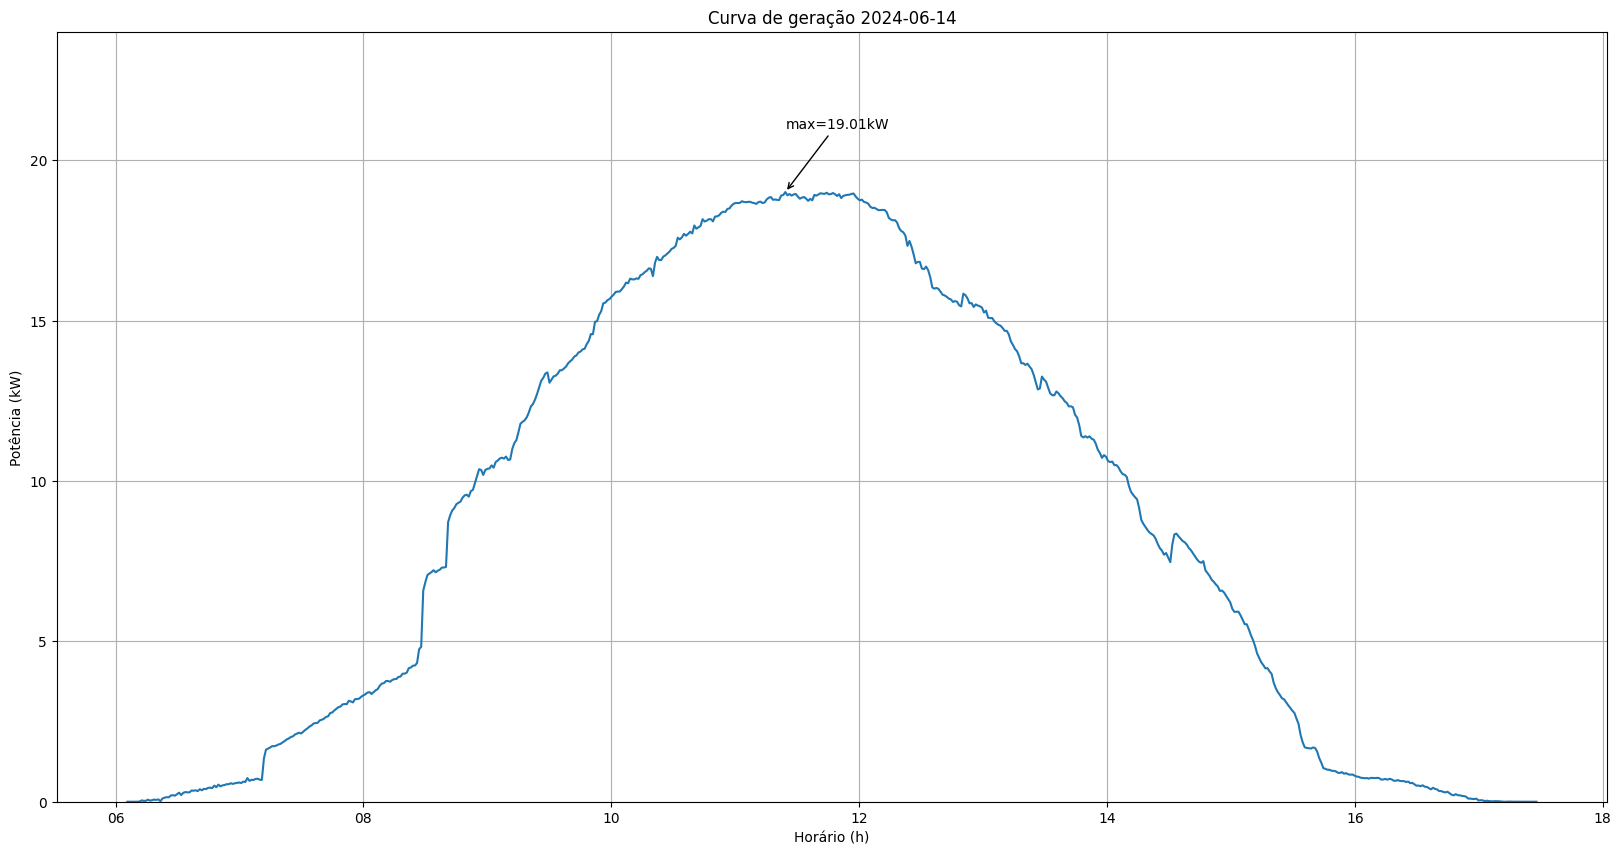 Curva de geração 2024-06-14
max=19.01kW
20
15
10
5
0
Potência (kW)
06 08 10 12 14 16 18
Horário (h)